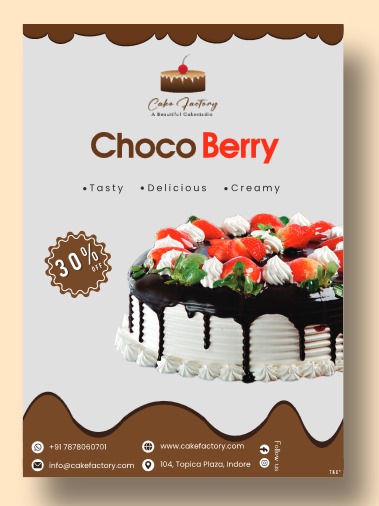 Cake Factory
A Beautiful Cakestudio
Choco Berry
•Tasty •Delicious •Creamy
30%
OFF
+91 7878060701
www.cakefactory.com
info@cakefactory.com
104, Topica Plaza, Indore
Follow us